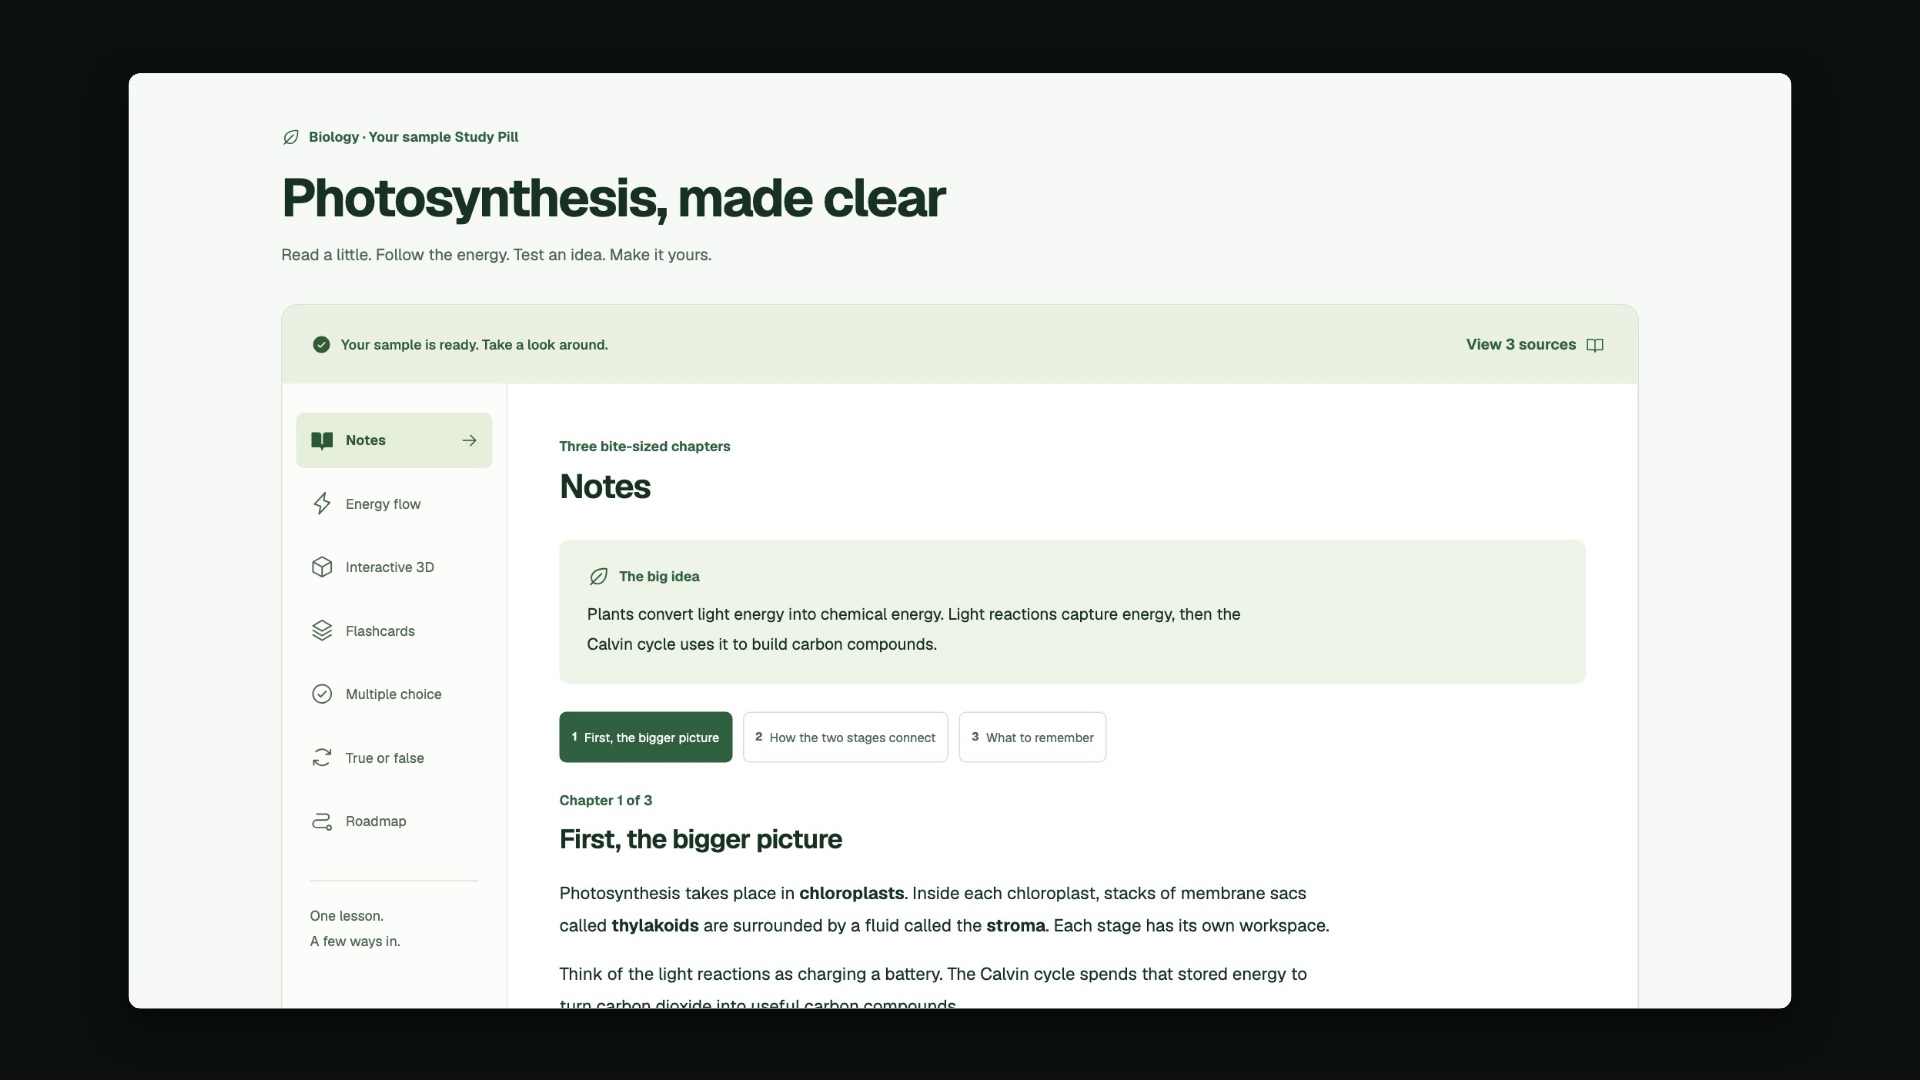 Biology · Your sample Study Pill
Photosynthesis, made clear
Read a little. Follow the energy. Test an idea. Make it yours.
Your sample is ready. Take a look around.
View 3 sources
Notes
Energy flow
Interactive 3D
Flashcards
Multiple choice
True or false
Roadmap
One lesson.
A few ways in.
Three bite-sized chapters
Notes
The big idea
Plants convert light energy into chemical energy. Light reactions capture energy, then the
Calvin cycle uses it to build carbon compounds.
1 First, the bigger picture
2 How the two stages connect
3 What to remember
Chapter 1 of 3
First, the bigger picture
Photosynthesis takes place in chloroplasts. Inside each chloroplast, stacks of membrane sacs
called thylakoids are surrounded by a fluid called the stroma. Each stage has its own workspace.
Think of the light reactions as charging a battery. The Calvin cycle spends that stored energy to
turn carbon dioxide into useful carbon compounds.